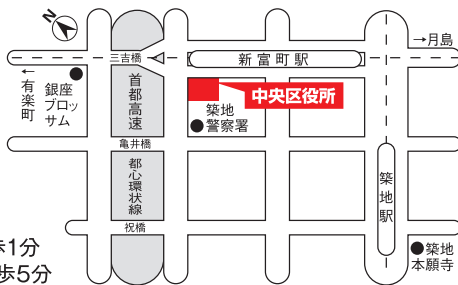 N
→月島
三吉橋
新富町駅
←
有楽町
銀座
ブロッ
サム
首都高速
中央区役所
築地
警察署
亀井橋
都心環状線
築地駅
祝橋
築地
本願寺
歩1分
歩5分